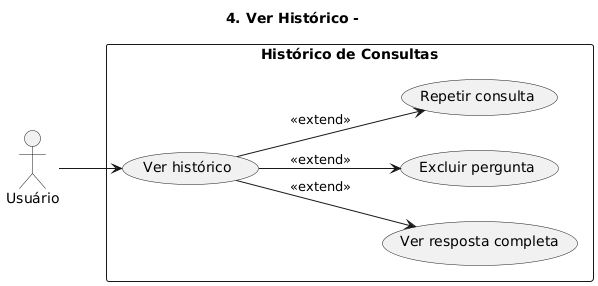 4. Ver Histórico -
Histórico de Consultas
Repetir consulta
«extend»
Ver histórico
«extend»
Excluir pergunta
«extend»
Usuário
Ver resposta completa